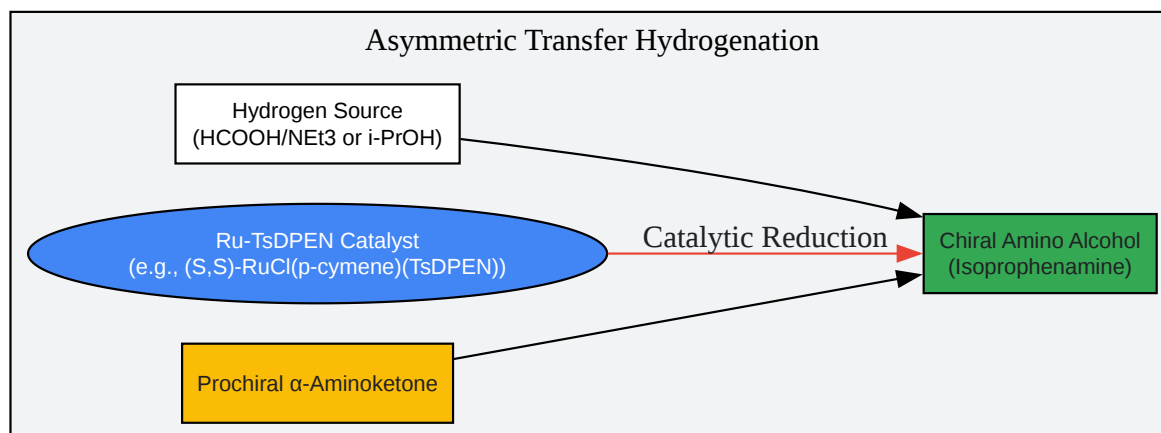 Asymmetric Transfer Hydrogenation
Hydrogen Source
(HCOOH/NEt3 or i-PrOH)
Ru-TsDPEN Catalyst
(e.g., (S,S)-RuCl(p-cymene)(TsDPEN))
Catalytic Reduction
Chiral Amino Alcohol
(Isoprophenamine)
Prochiral α-Aminoketone